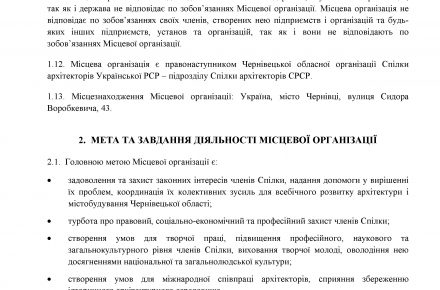 так як і держава не відповідає по зобов’язаннях Місцевої організації. Місцева організація не
відповідає по зобов’язаннях своїх членів, створених нею підприємств і організацій та будь-
яких інших підприємств, установ та організацій, так як і вони не відповідають по
зобов’язаннях Місцевої організації.
1.12. Місцева організація є правонаступником Чернівецької обласної організації Спілки
архітекторів Української РСР – підрозділу Спілки архітекторів СРСР.
1.13. Місцезнаходження Місцевої організації: Україна, місто Чернівці, вулиця Сидора
Воробкевича, 43.
2. МЕТА ТА ЗАВДАННЯ ДІЯЛЬНОСТІ МІСЦЕВОЇ ОРГАНІЗАЦІЇ
2.1. Головною метою Місцевої організації є:
• задоволення та захист законних інтересів членів Спілки, надання допомоги у вирішенні
їх проблем, координація їх колективних зусиль для всебічного розвитку архітектури і
містобудування Чернівецької області;
• турбота про правовий, соціально-економічний та професійний захист членів Спілки;
• створення умов для творчої праці, підвищення професійного, наукового та
загальнокультурного рівня членів Спілки, виховання творчої молоді, оволодіння нею
досягненнями національної та загальнолюдської культури;
• створення умов для міжнародної співпраці архітекторів, сприяння збереженню